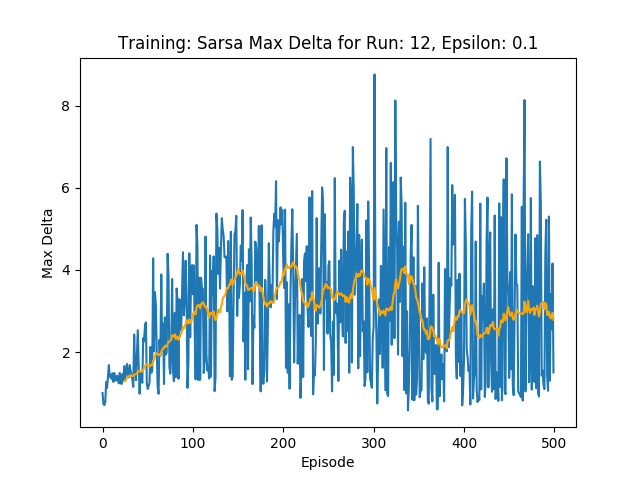 Training: Sarsa Max Delta for Run: 12, Epsilon: 0.1
8
6
4
2
Max Delta
0 100 200 300 400 500
Episode